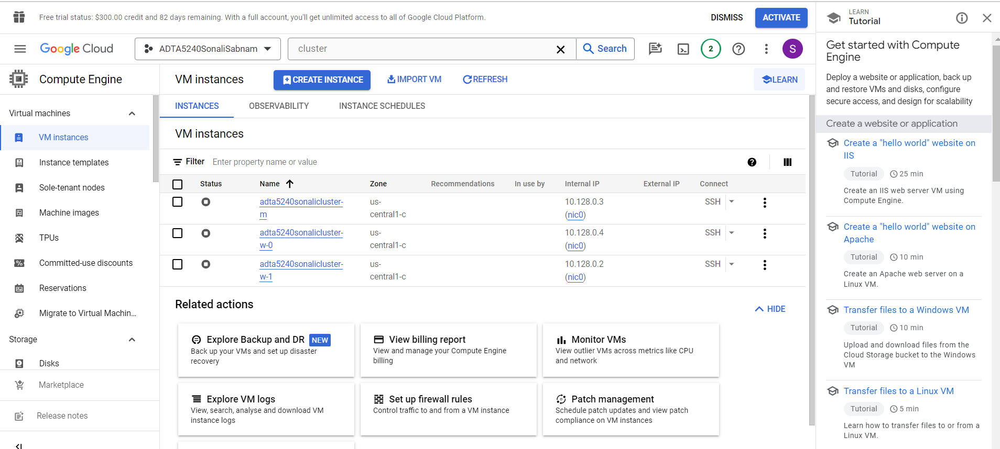 Free trial status: $300.00 credit and 82 days remaining. With a full account, you'll get unlimited access to all of Google Cloud Platform.
DISMISS
ACTIVATE
Google Cloud
ADTA5240SonaliSabnam
cluster
Search
2
S
Compute Engine
VM instances
CREATE INSTANCE
IMPORT VM
REFRESH
LEARN
Virtual machines
VM instances
Instance templates
Sole-tenant nodes
Machine images
TPUs
Committed-use discounts
Reservations
Migrate to Virtual Machin...
Storage
Disks
Marketplace
Release notes
INSTANCES
OBSERVABILITY
INSTANCE SCHEDULES
VM instances
Filter
Enter property name or value
Status
Name
Zone
Recommendations
In use by
Internal IP
External IP
Connect
adta5240sonalicluster-
m
us-
central1-c
10.128.0.3
(nic0)
SSH
adta5240sonalicluster-
w-0
us-
central1-c
10.128.0.4
(nic0)
SSH
adta5240sonalicluster-
w-1
us-
central1-c
10.128.0.2
(nic0)
SSH
Related actions
HIDE
Explore Backup and DR NEW
Back up your VMs and set up disaster
recovery
View billing report
View and manage your Compute Engine
billing
Monitor VMs
View outlier VMs across metrics like CPU
and network
Explore VM logs
View, search, analyse and download VM
instance logs
Set up firewall rules
Control traffic to and from a VM instance
Patch management
Schedule patch updates and view patch
compliance on VM instances
LEARN
Tutorial
Get started with Compute
Engine
Deploy a website or application, back up
and restore VMs and disks, configure
secure access, and design for scalability
Create a website or application
Create a "hello world" website on
IIS
Tutorial
25 min
Create an IIS web server VM using
Compute Engine.
Create a "hello world" website on
Apache
Tutorial
10 min
Create an Apache web server on a
Linux VM.
Transfer files to a Windows VM
Tutorial
10 min
Upload and download files from the
Cloud Storage bucket to the Windows
VM
Transfer files to a Linux VM
Tutorial
5 min
Learn how to transfer files to or from a
Linux VM.